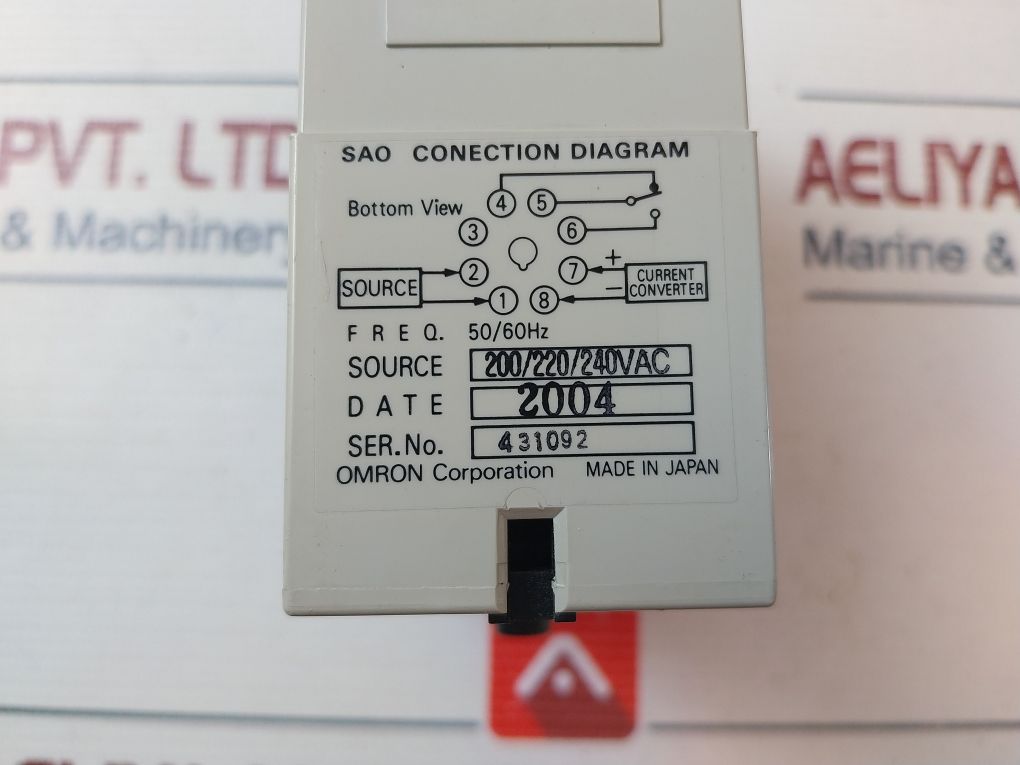 SAO CONECTION DIAGRAM
Bottom View
4 5
3 6
2 7 +
1 8 −
SOURCE
CURRENT
CONVERTER
FREQ. 50/60Hz
SOURCE 200/220/240VAC
DATE 2004
SER.No. 431092
OMRON Corporation MADE IN JAPAN
PVT. LTD
& Machinery
AELIYA
Marine &